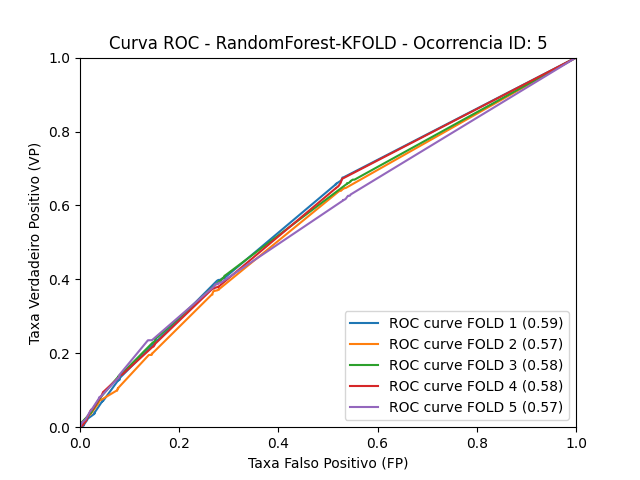 Curva ROC - RandomForest-KFOLD - Ocorrencia ID: 5
Taxa Verdadeiro Positivo (VP)
1.0
0.8
0.6
0.4
0.2
0.0
ROC curve FOLD 1 (0.59)
ROC curve FOLD 2 (0.57)
ROC curve FOLD 3 (0.58)
ROC curve FOLD 4 (0.58)
ROC curve FOLD 5 (0.57)
0.0 0.2 0.4 0.6 0.8 1.0
Taxa Falso Positivo (FP)